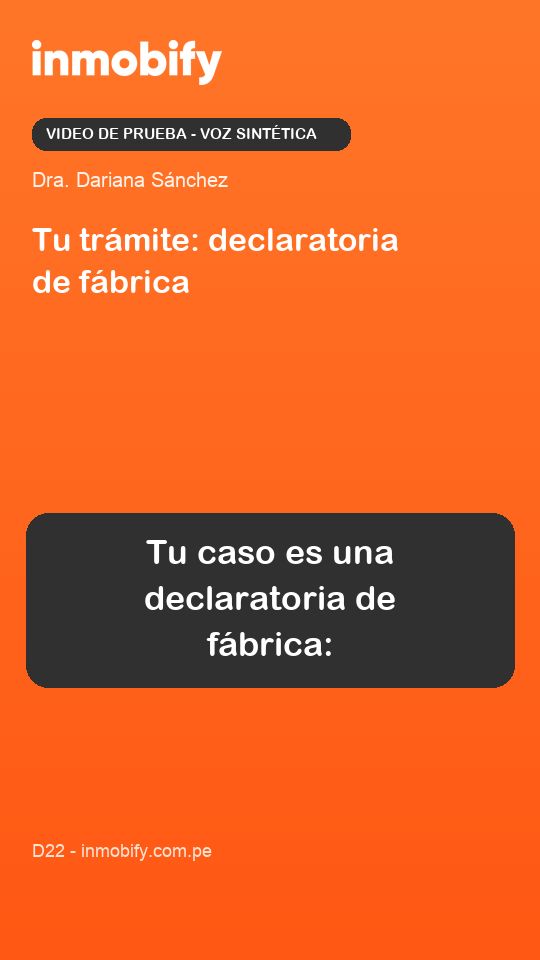 inmobify
VIDEO DE PRUEBA - VOZ SINTÉTICA
Dra. Dariana Sánchez
Tu trámite: declaratoria
de fábrica
Tu caso es una
declaratoria de
fábrica:
D22 - inmobify.com.pe